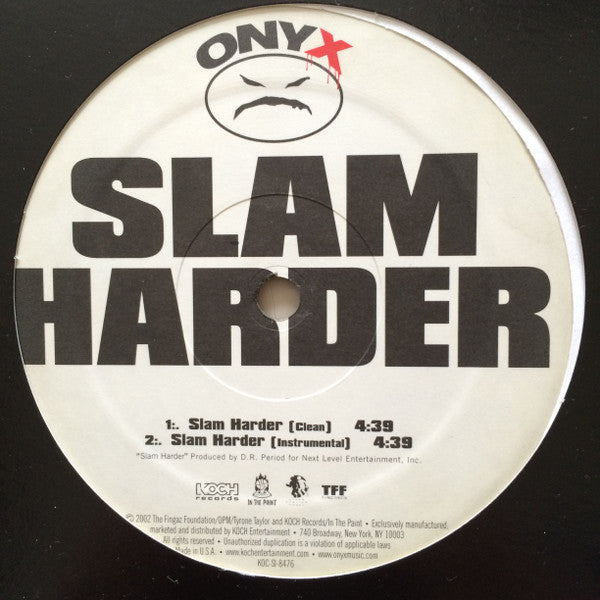 ONYX
SLAM
HARDER
1:. Slam Harder (Clean) 4:39
2:. Slam Harder (Instrumental) 4:39
"Slam Harder" Produced by D.R. Period for Next Level Entertainment, Inc.
KOCH records IN THE PAINT TFF
℗© 2002 The Fingaz Foundation/OPM/Tyrone Taylor and KOCH Records/In The Paint • Exclusively manufactured,
marketed and distributed by KOCH Entertainment • 740 Broadway, New York, NY 10003
All rights reserved • Unauthorized duplication is a violation of applicable laws
Made in U.S.A. • www.kochentertainment.com • www.onyxmusic.com
KOC-SI-8476